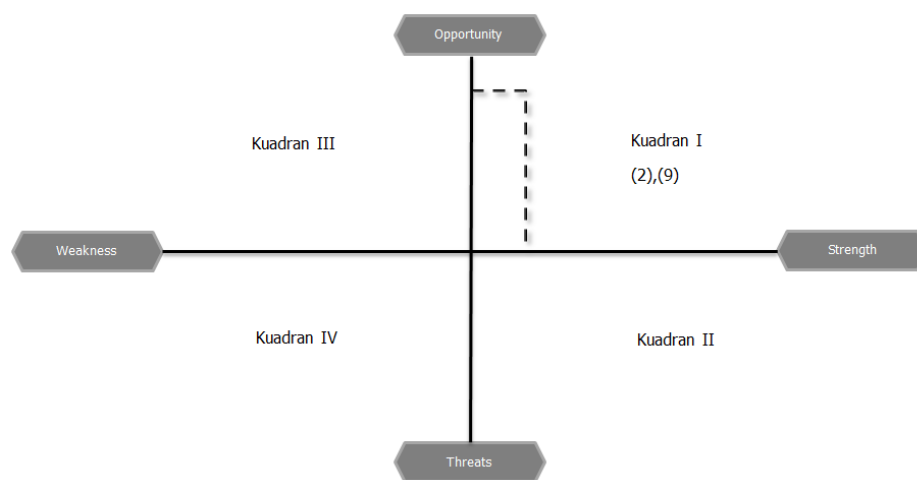 Opportunity
Kuadran III
Kuadran I
(2),(9)
Weakness
Strength
Kuadran IV
Kuadran II
Threats